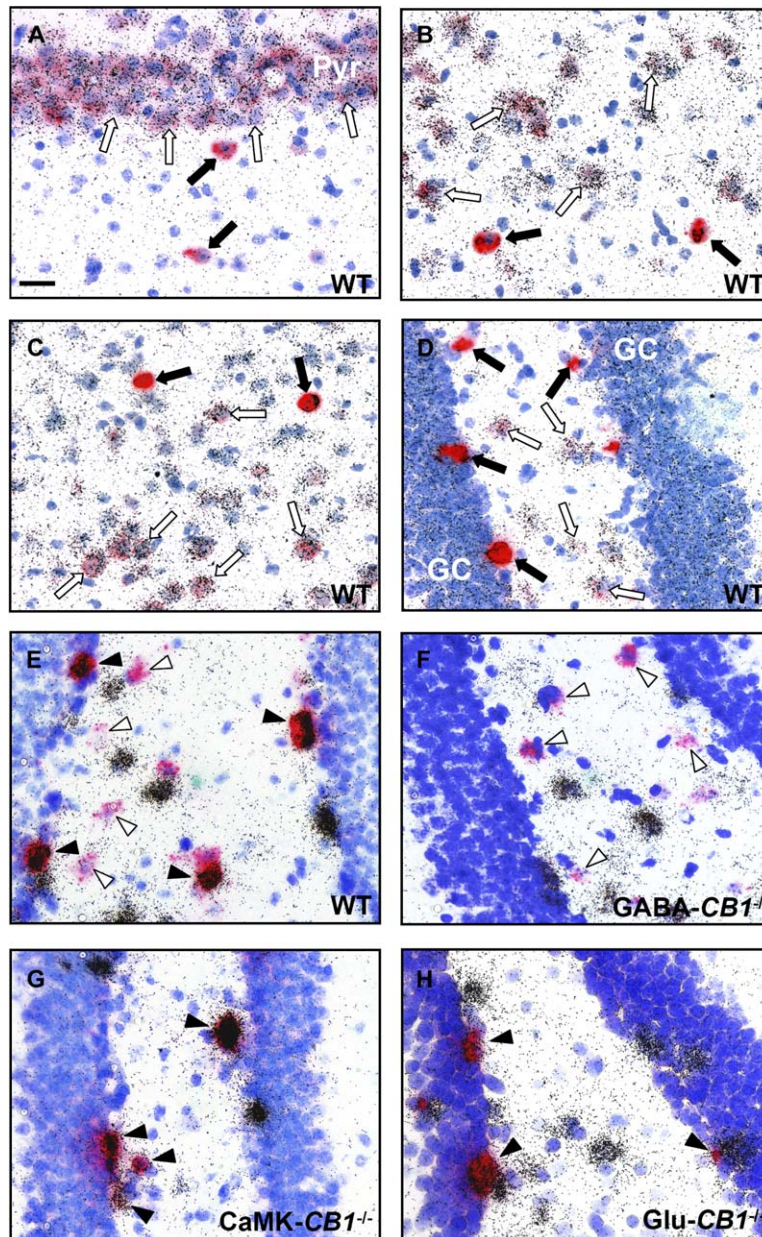 A
Pyr
WT
B
WT
C
WT
D
GC
GC
WT
E
WT
F
GABA-CB1-/-
G
CaMK-CB1-/-
H
Glu-CB1-/-